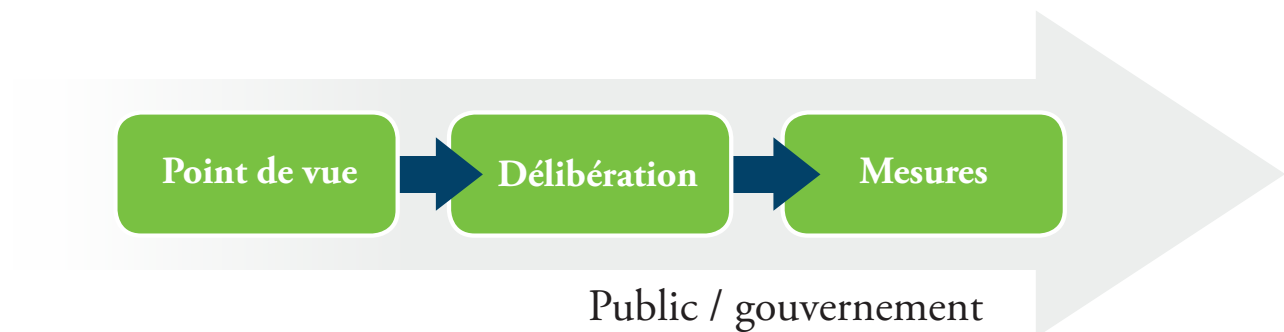 Point de vue
Délibération
Mesures
Public / gouvernement